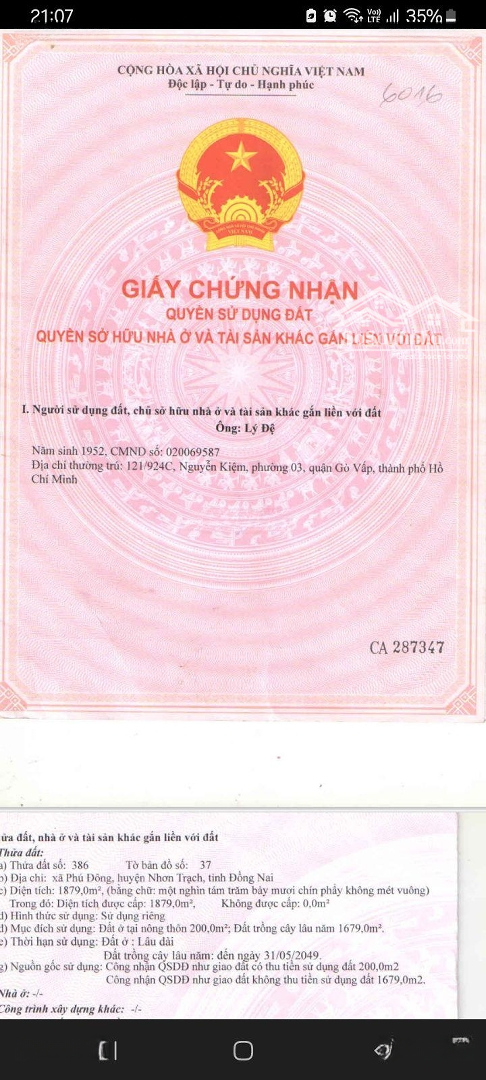 21:07
Vo)) LTE 35%
CỘNG HÒA XÃ HỘI CHỦ NGHĨA VIỆT NAM
Độc lập - Tự do - Hạnh phúc
6016
GIẤY CHỨNG NHẬN
QUYỀN SỬ DỤNG ĐẤT
QUYỀN SỞ HỮU NHÀ Ở VÀ TÀI SẢN KHÁC GẮN LIỀN VỚI ĐẤT
I. Người sử dụng đất, chủ sở hữu nhà ở và tài sản khác gắn liền với đất
Ông: Lý Đệ
Năm sinh 1952, CMND số: 020069587
Địa chỉ thường trú: 121/924C, Nguyễn Kiệm, phường 03, quận Gò Vấp, thành phố Hồ
Chí Minh
CA 287347
ửa đất, nhà ở và tài sản khác gắn liền với đất
Thửa đất:
a) Thửa đất số: 386 Tờ bản đồ số: 37
b) Địa chỉ: xã Phú Đông, huyện Nhơn Trạch, tỉnh Đồng Nai
c) Diện tích: 1879,0m², (bằng chữ: một nghìn tám trăm bảy mươi chín phẩy không mét vuông)
Trong đó: Diện tích được cấp: 1879,0m², Không được cấp: 0,0m²
d) Hình thức sử dụng: Sử dụng riêng
đ) Mục đích sử dụng: Đất ở tại nông thôn 200,0m²; Đất trồng cây lâu năm 1679,0m².
e) Thời hạn sử dụng: Đất ở : Lâu dài
Đất trồng cây lâu năm: đến ngày 31/05/2049.
g) Nguồn gốc sử dụng: Công nhận QSDĐ như giao đất có thu tiền sử dụng đất 200,0m2
Công nhận QSDĐ như giao đất không thu tiền sử dụng đất 1679,0m2.
Nhà ở: -/-
Công trình xây dựng khác: -/-